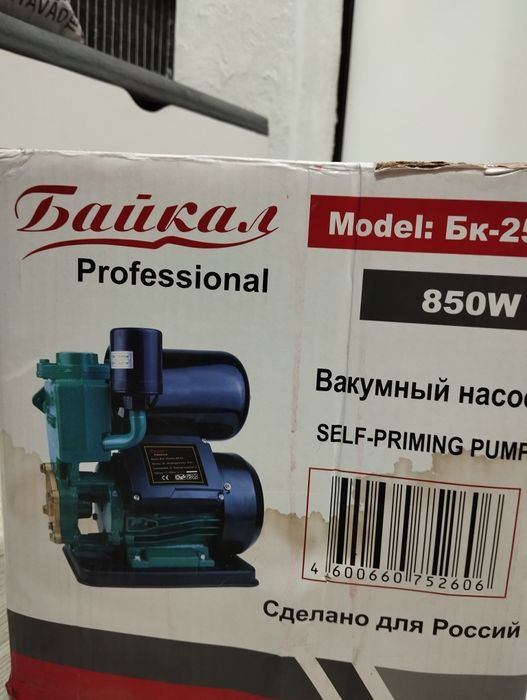 Байкал
Professional
Model: Бк-25
850W
Вакумный насос
SELF-PRIMING PUMP
4 600660 752606
Сделано для Россий